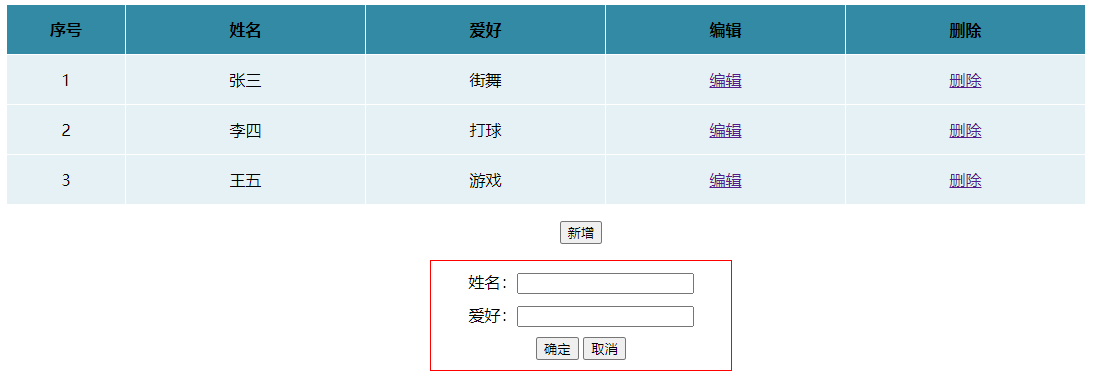 序号 姓名 爱好 编辑 删除
1 张三 街舞 编辑 删除
2 李四 打球 编辑 删除
3 王五 游戏 编辑 删除
新增
姓名：
爱好：
确定 取消